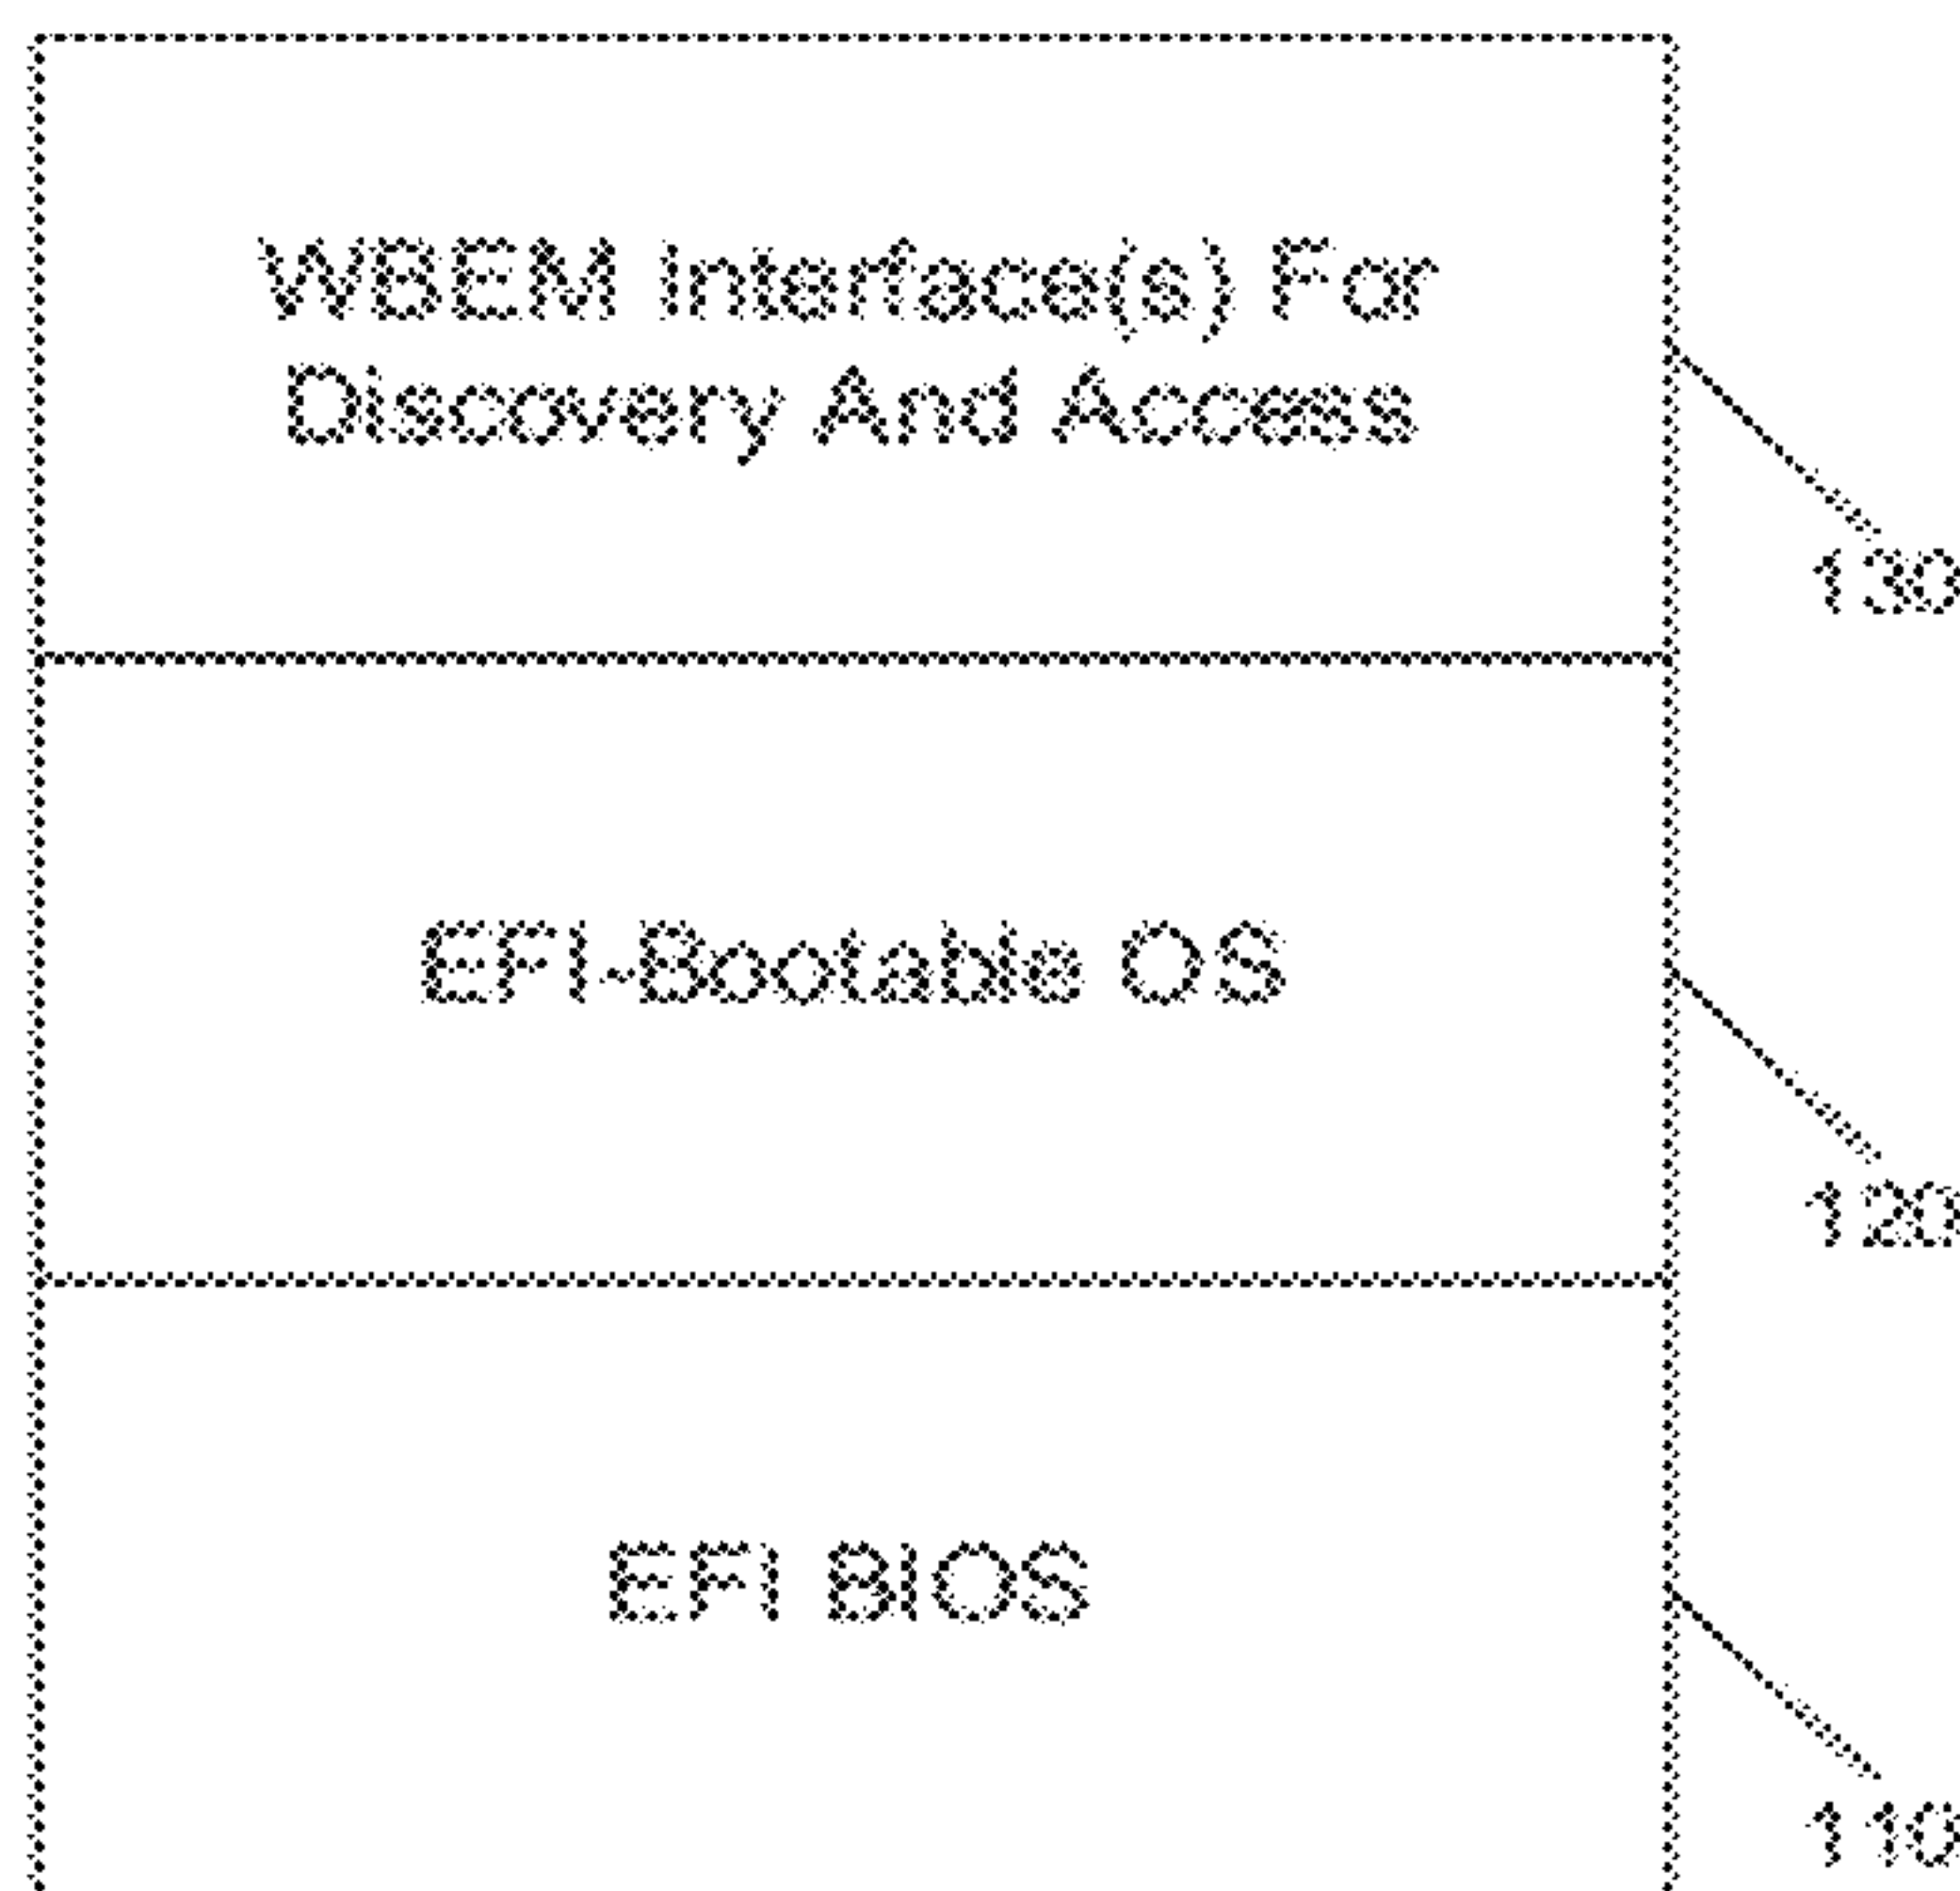 WBEM Interface(s) For
Discovery And Access
130
EFI-Bootable OS
120
EFI BIOS
110